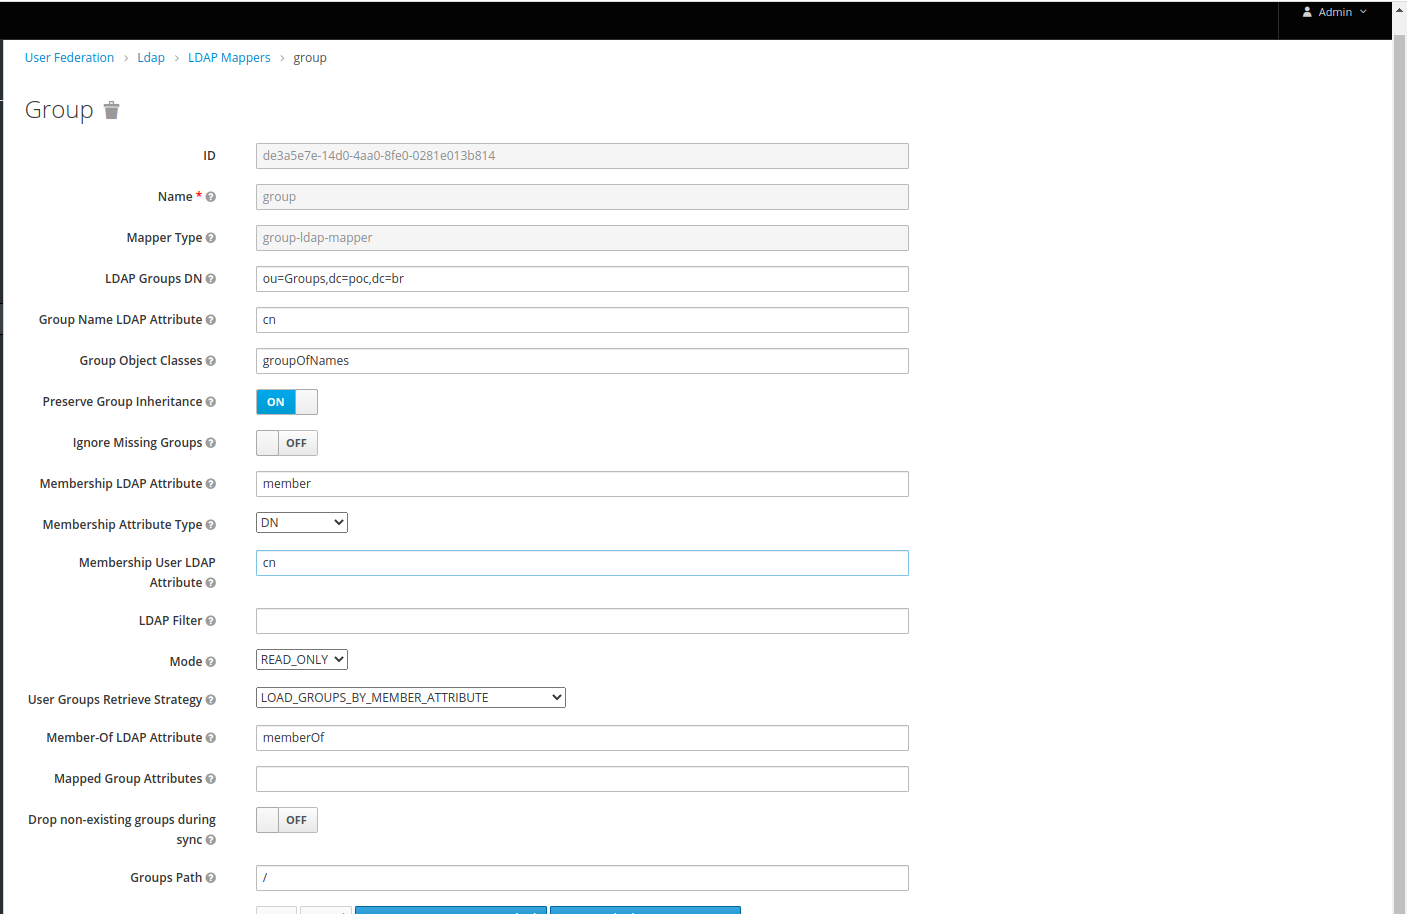 Admin
User Federation > Ldap > LDAP Mappers > group
Group
ID de3a5e7e-14d0-4aa0-8fe0-0281e013b814
Name * group
Mapper Type group-ldap-mapper
LDAP Groups DN ou=Groups,dc=poc,dc=br
Group Name LDAP Attribute cn
Group Object Classes groupOfNames
Preserve Group Inheritance ON
Ignore Missing Groups OFF
Membership LDAP Attribute member
Membership Attribute Type DN
Membership User LDAP
Attribute cn
LDAP Filter
Mode READ_ONLY
User Groups Retrieve Strategy LOAD_GROUPS_BY_MEMBER_ATTRIBUTE
Member-Of LDAP Attribute memberOf
Mapped Group Attributes
Drop non-existing groups during
sync OFF
Groups Path /